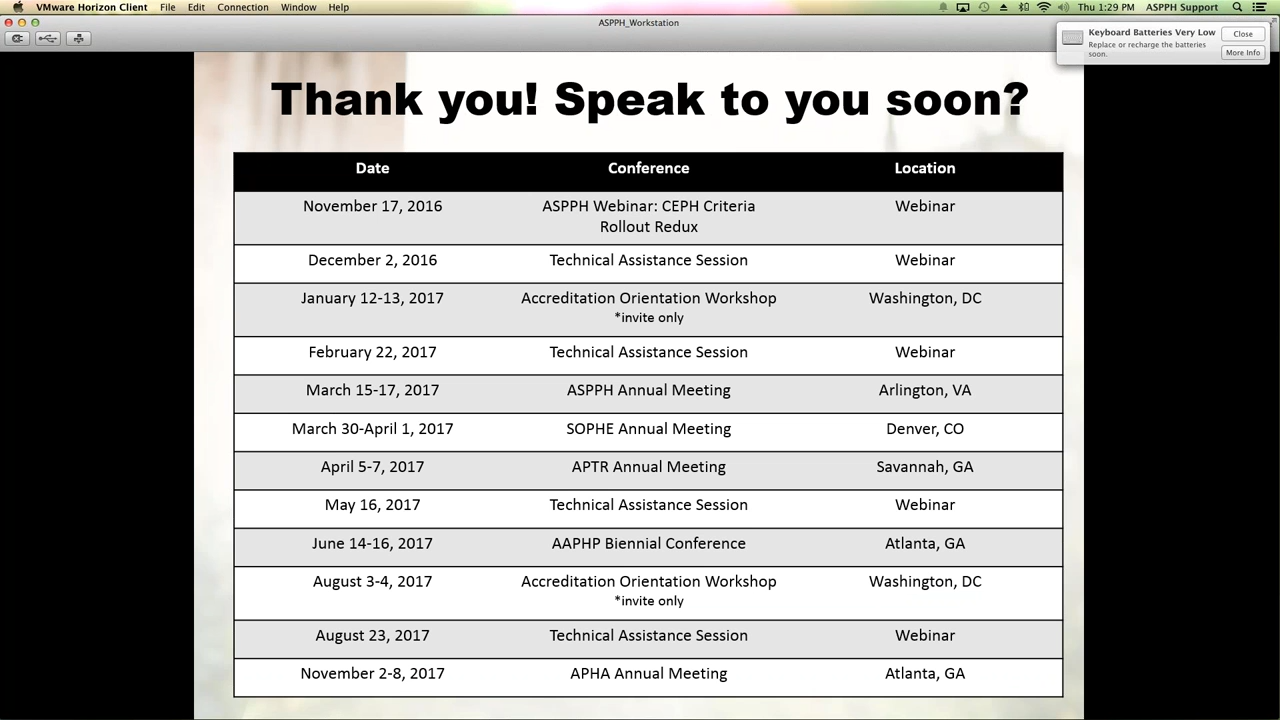 VMware Horizon Client File Edit Connection Window Help Thu 1:29 PM ASPPH Support
ASPPH_Workstation
Keyboard Batteries Very Low
Replace or recharge the batteries
soon.
Close
More Info
Thank you! Speak to you soon?
Date Conference Location
November 17, 2016 ASPPH Webinar: CEPH Criteria Webinar
Rollout Redux
December 2, 2016 Technical Assistance Session Webinar
January 12-13, 2017 Accreditation Orientation Workshop Washington, DC
*invite only
February 22, 2017 Technical Assistance Session Webinar
March 15-17, 2017 ASPPH Annual Meeting Arlington, VA
March 30-April 1, 2017 SOPHE Annual Meeting Denver, CO
April 5-7, 2017 APTR Annual Meeting Savannah, GA
May 16, 2017 Technical Assistance Session Webinar
June 14-16, 2017 AAPHP Biennial Conference Atlanta, GA
August 3-4, 2017 Accreditation Orientation Workshop Washington, DC
*invite only
August 23, 2017 Technical Assistance Session Webinar
November 2-8, 2017 APHA Annual Meeting Atlanta, GA